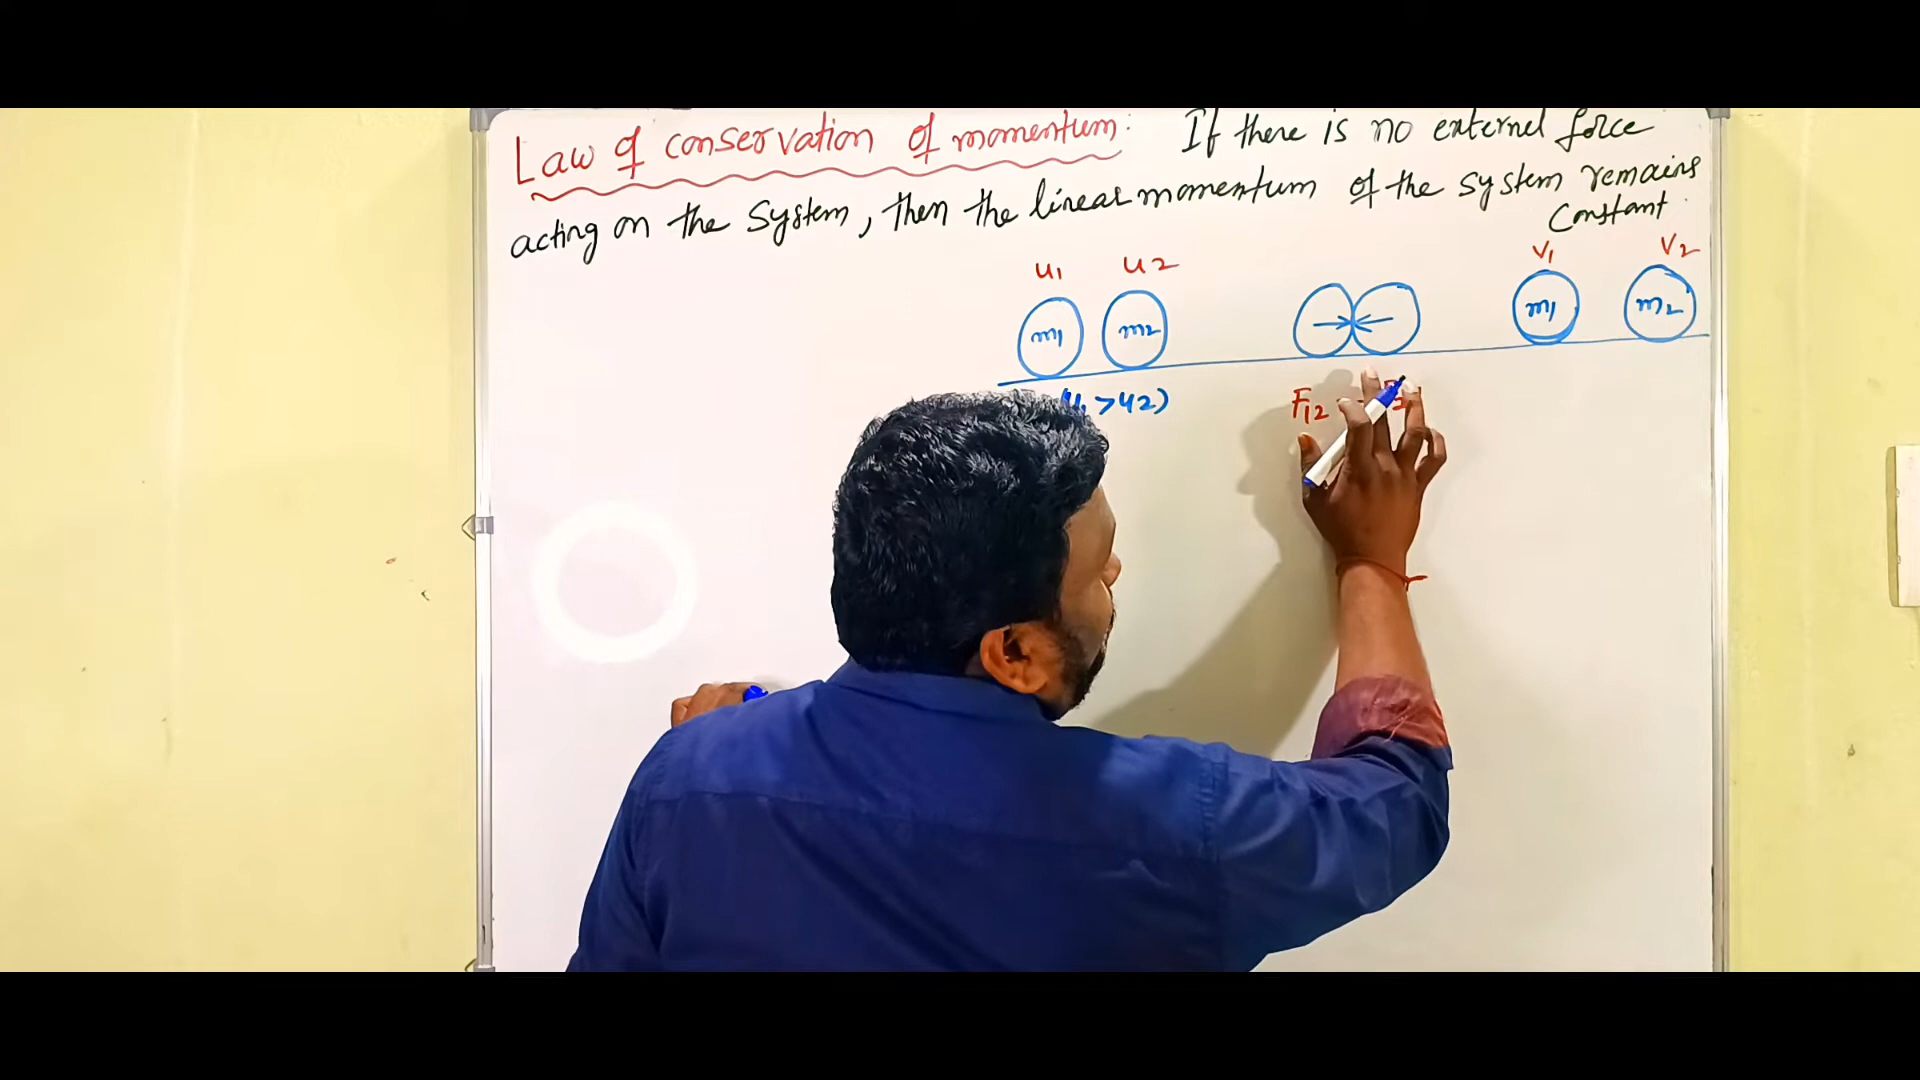 Law of conservation of momentum: If there is no external force
acting on the System, then the linear momentum of the system remains
Constant.
u1 u2 v1 v2
m1 m2 m1 m2
>u2) F12